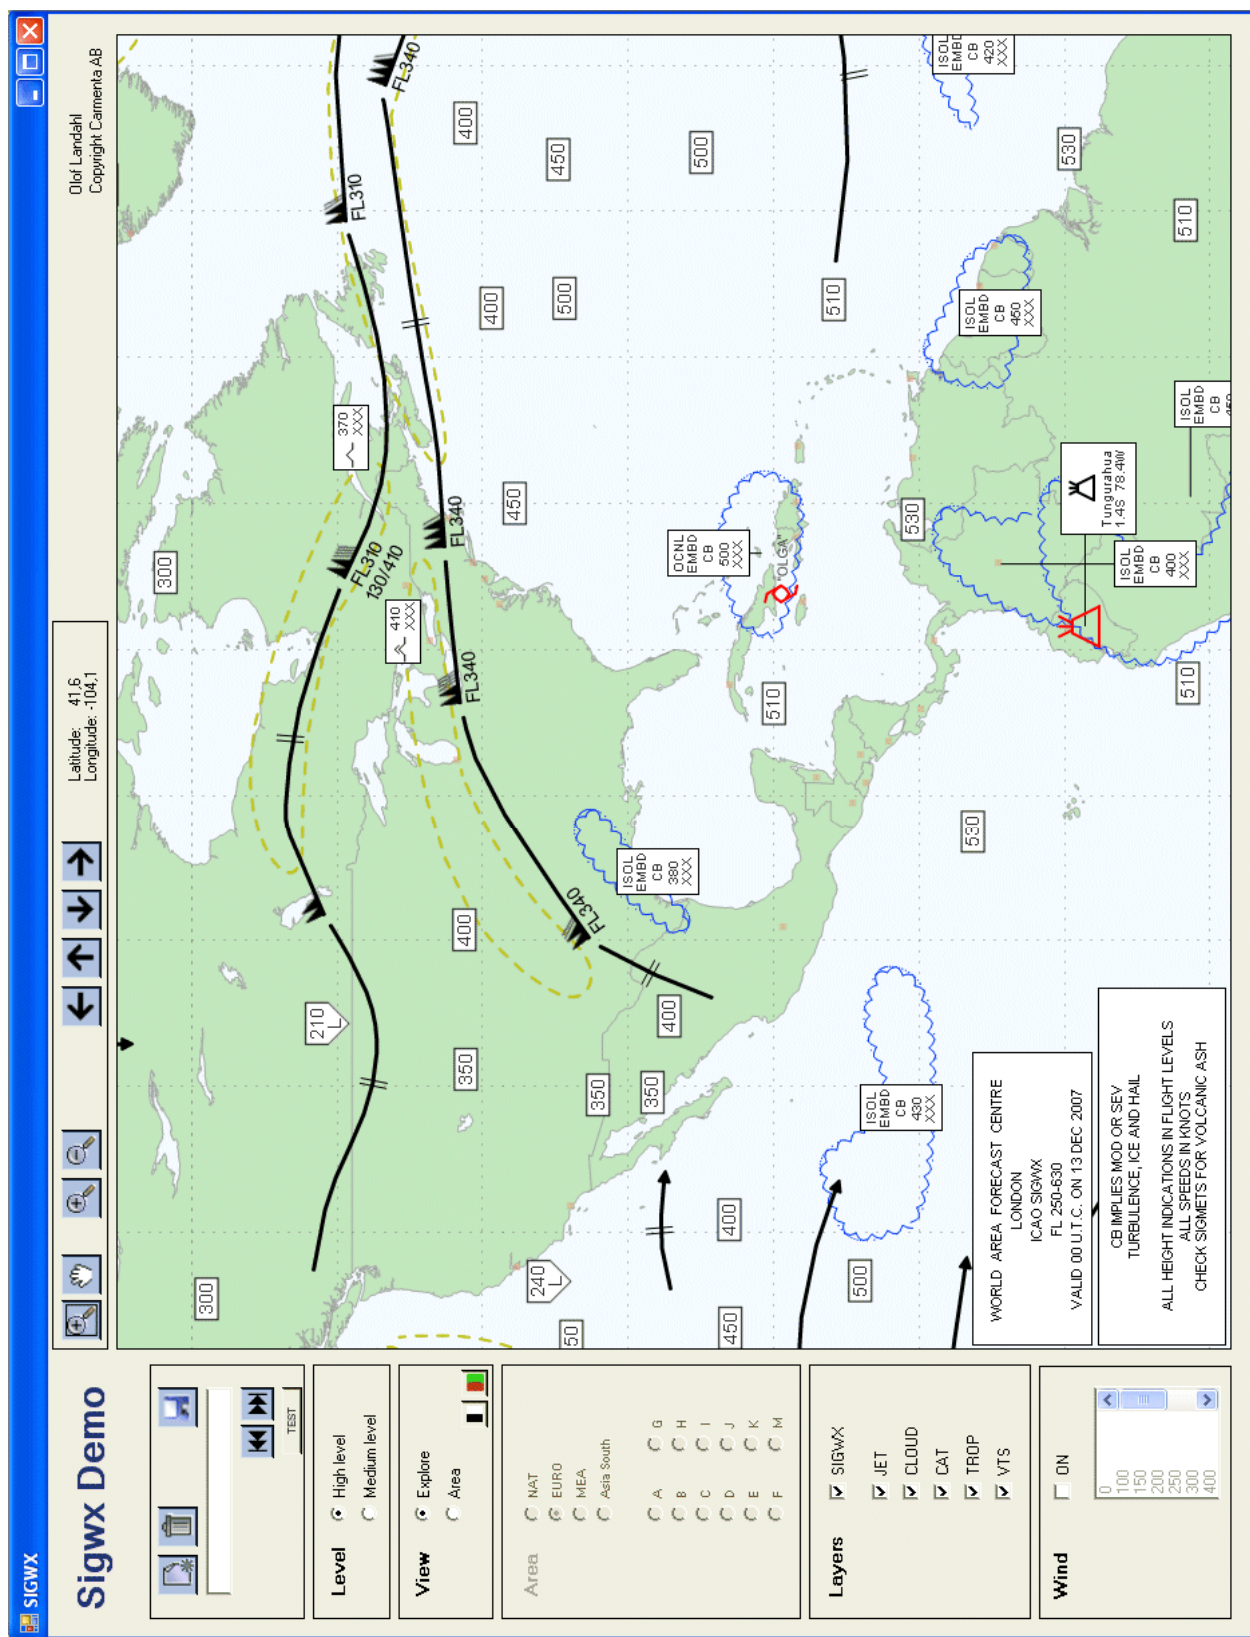 SIGWX
Sigwx Demo
TEST
Level
High level
Medium level
View
Explore
Area
Area
NAT
EURO
MEA
Asia South
A
G
B
H
C
I
D
J
E
K
F
M
Layers
SIGWX
JET
CLOUD
CAT
TROP
VTS
Wind
ON
0
100
150
200
250
300
400
Latitude: 41,6
Longitude: -104,1
Olof Landahl
Copyright Carmenta AB
300
300
210
L
FL310
130/410
FL310
370
XXX
410
XXX
FL340
FL340
FL340
FL340
350
400
450
400
400
240
L
50
350
350
400
500
450
ISOL
EMBD
CB
380
XXX
OCNL
EMBD
CB
500
XXX
"OLGA"
500
450
400
510
510
500
ISOL
EMBD
CB
430
XXX
530
530
530
ISOL
EMBD
CB
420
XXX
ISOL
EMBD
CB
450
XXX
Tungurahua
1.4S 78.4W
ISOL
EMBD
CB
400
XXX
ISOL
EMBD
CB
510
510
WORLD AREA FORECAST CENTRE
LONDON
ICAO SIGWX
FL 250-630
VALID 00 U.T.C. ON 13 DEC 2007
CB IMPLIES MOD OR SEV
TURBULENCE, ICE AND HAIL
ALL HEIGHT INDICATIONS IN FLIGHT LEVELS
ALL SPEEDS IN KNOTS
CHECK SIGMETS FOR VOLCANIC ASH